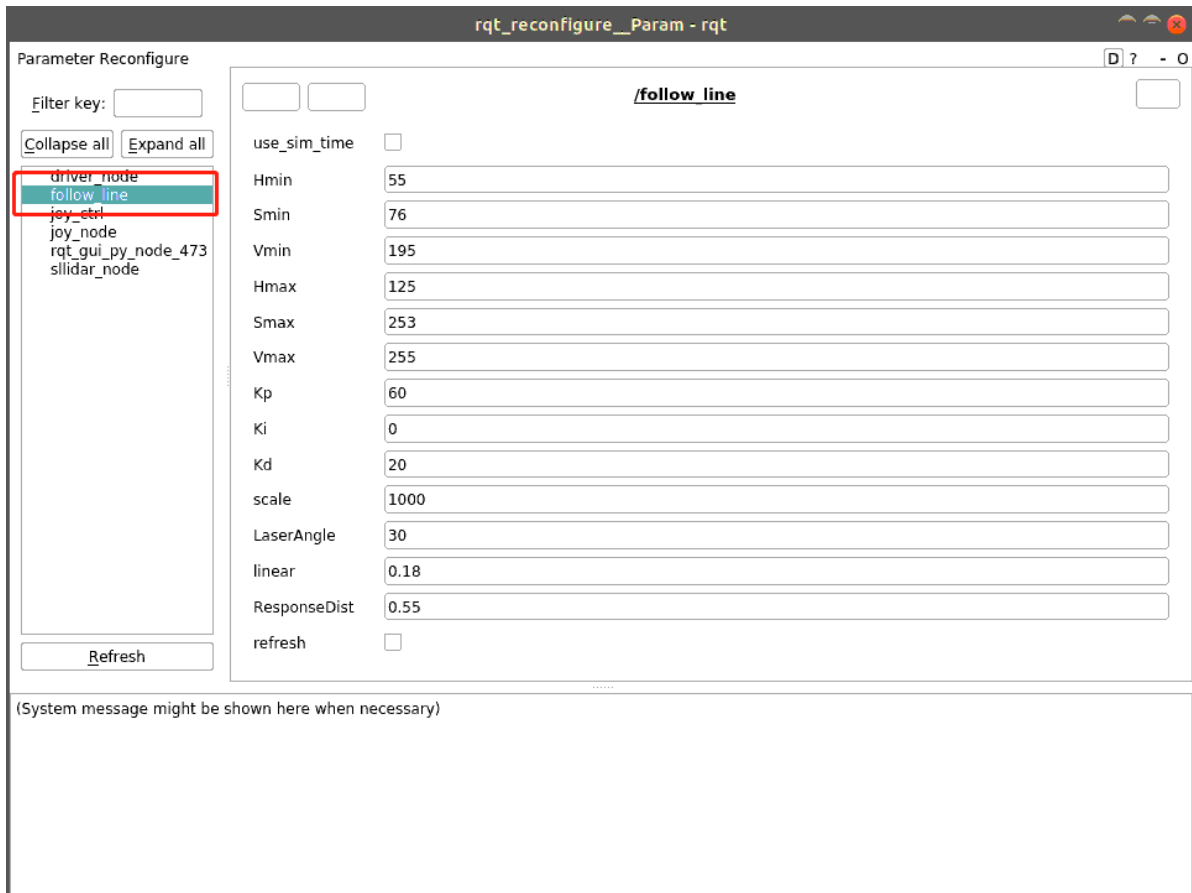 rqt_reconfigure__Param - rqt
Parameter Reconfigure
D ? - O
Filter key:
Collapse all Expand all
driver_node
follow_line
joy_ctrl
joy_node
rqt_gui_py_node_473
sllidar_node
Refresh
/follow_line
use_sim_time
Hmin 55
Smin 76
Vmin 195
Hmax 125
Smax 253
Vmax 255
Kp 60
Ki 0
Kd 20
scale 1000
LaserAngle 30
linear 0.18
ResponseDist 0.55
refresh
(System message might be shown here when necessary)